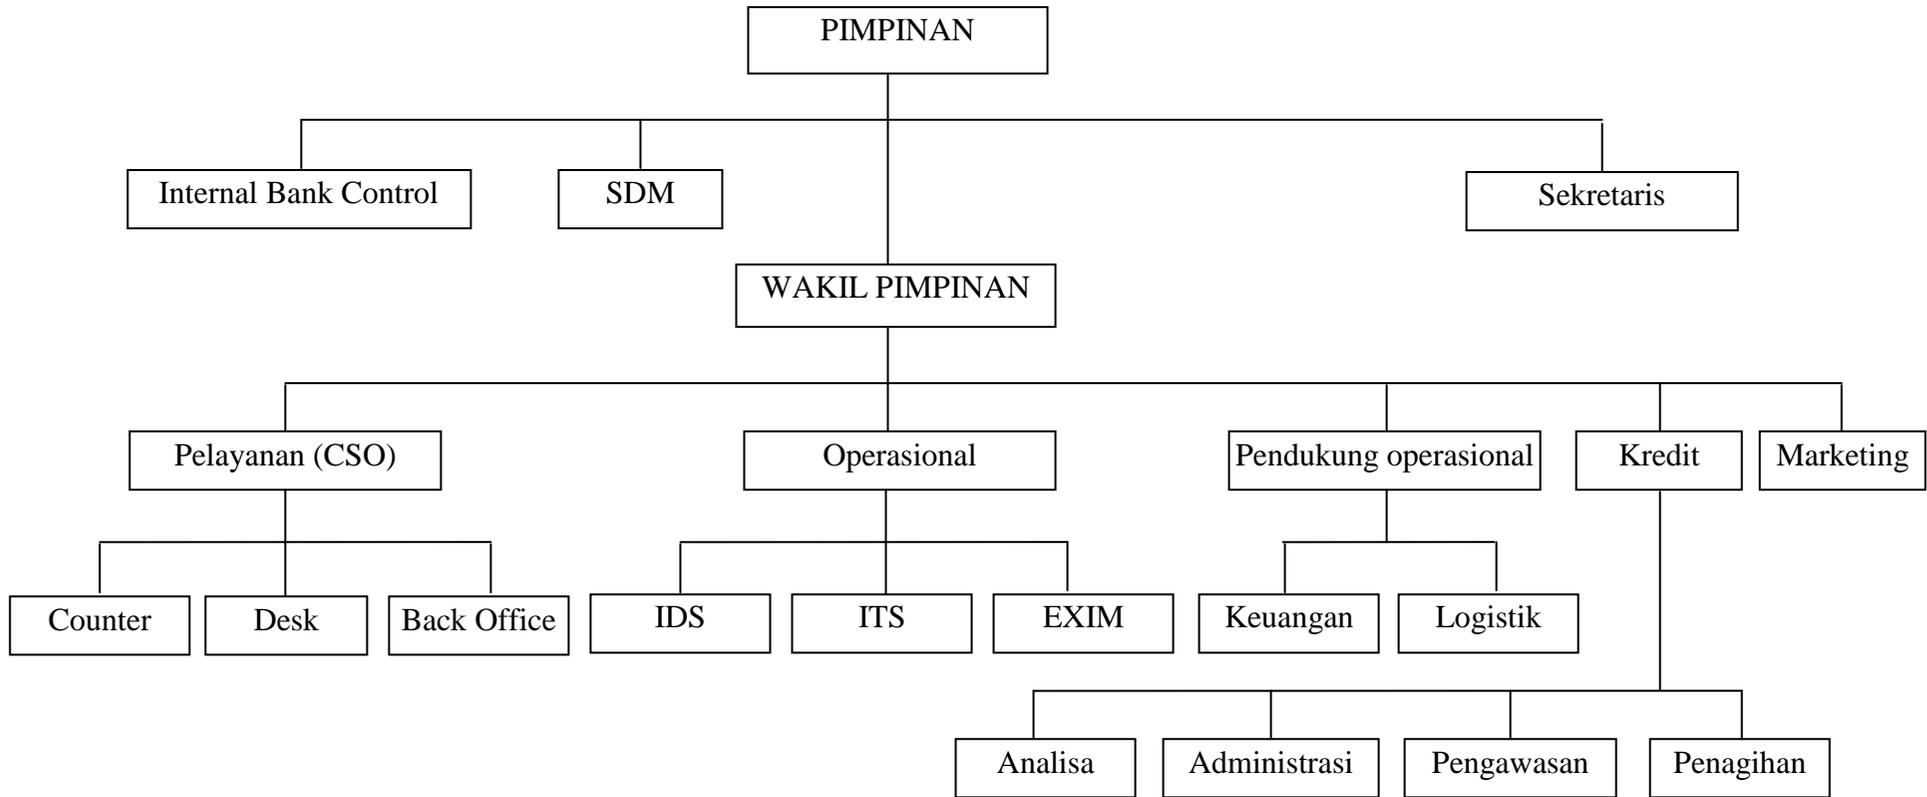 PIMPINAN
Internal Bank Control
SDM
Sekretaris
WAKIL PIMPINAN
Pelayanan (CSO)
Operasional
Pendukung operasional
Kredit
Marketing
Counter
Desk
Back Office
IDS
ITS
EXIM
Keuangan
Logistik
Analisa
Administrasi
Pengawasan
Penagihan